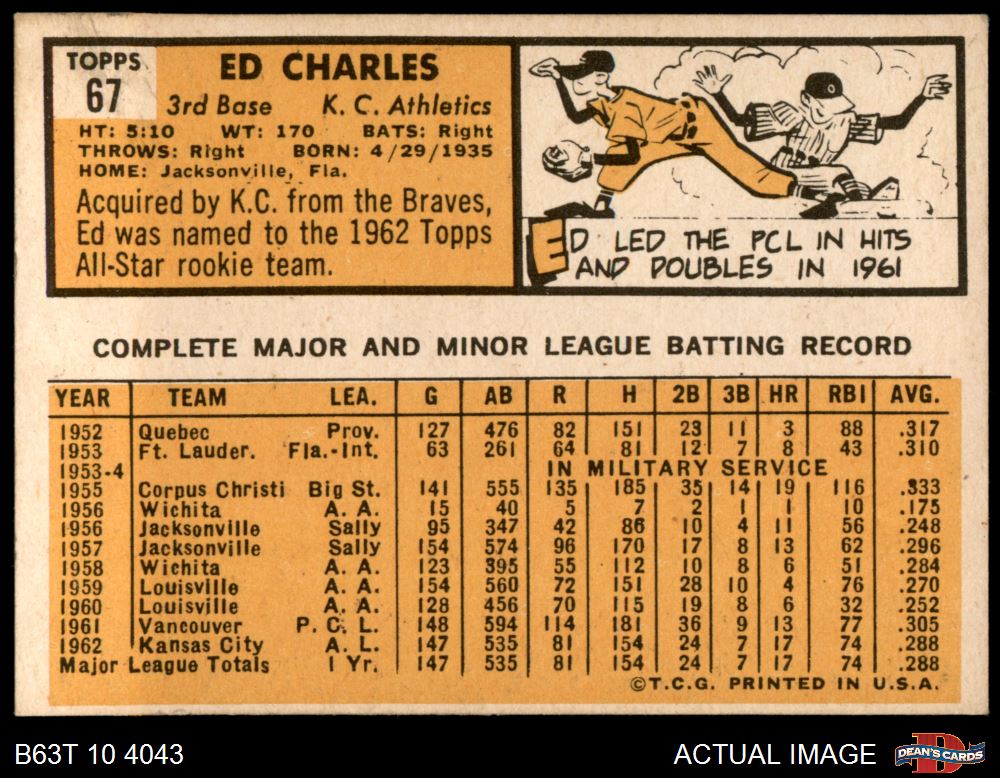 TOPPS
67
ED CHARLES
3rd Base K. C. Athletics
HT: 5:10 WT: 170 BATS: Right
THROWS: Right BORN: 4/29/1935
HOME: Jacksonville, Fla.
Acquired by K.C. from the Braves,
Ed was named to the 1962 Topps
All-Star rookie team.
ED LED THE PCL IN HITS
AND DOUBLES IN 1961
COMPLETE MAJOR AND MINOR LEAGUE BATTING RECORD
YEAR TEAM LEA. G AB R H 2B 3B HR RBI AVG.
1952 Quebec Prov. 127 476 82 151 23 11 3 88 .317
1953 Ft. Lauder. Fla.-Int. 63 261 64 81 12 7 8 43 .310
1953-4 IN MILITARY SERVICE
1955 Corpus Christi Big St. 141 555 135 185 35 14 19 116 .333
1956 Wichita A. A. 15 40 5 7 2 1 1 10 .175
1956 Jacksonville Sally 95 347 42 86 10 4 11 56 .248
1957 Jacksonville Sally 154 574 96 170 17 8 13 62 .296
1958 Wichita A. A. 123 395 55 112 10 8 6 51 .284
1959 Louisville A. A. 154 560 72 151 28 10 4 76 .270
1960 Louisville A. A. 128 456 70 115 19 8 6 32 .252
1961 Vancouver P. C. L. 148 594 114 181 36 9 13 77 .305
1962 Kansas City A. L. 147 535 81 154 24 7 17 74 .288
Major League Totals 1 Yr. 147 535 81 154 24 7 17 74 .288
©T.C.G. PRINTED IN U.S.A.
B63T 10 4043 ACTUAL IMAGE DEAN'S CARDS